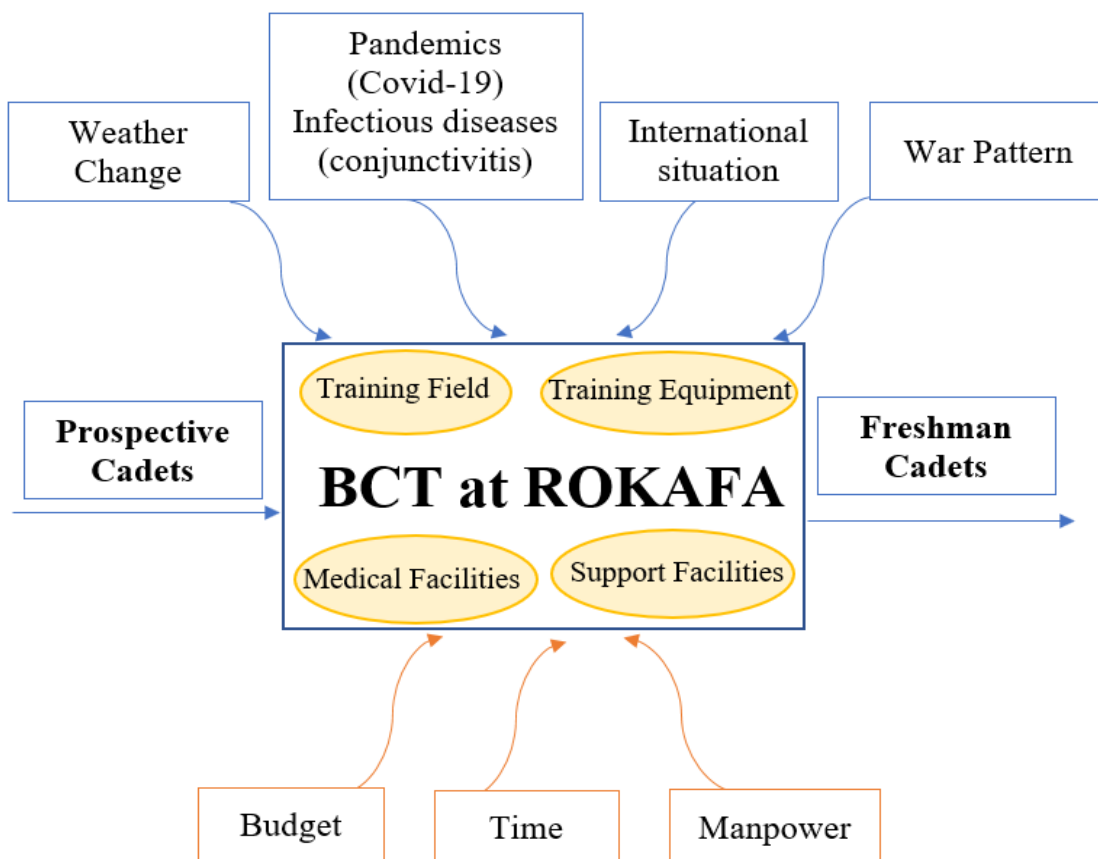 Pandemics
(Covid-19)
Infectious diseases
(conjunctivitis)
Weather
Change
International
situation
War Pattern
Training Field
Training Equipment
Prospective
Cadets
Freshman
Cadets
BCT at ROKAFA
Medical Facilities
Support Facilities
Budget
Time
Manpower